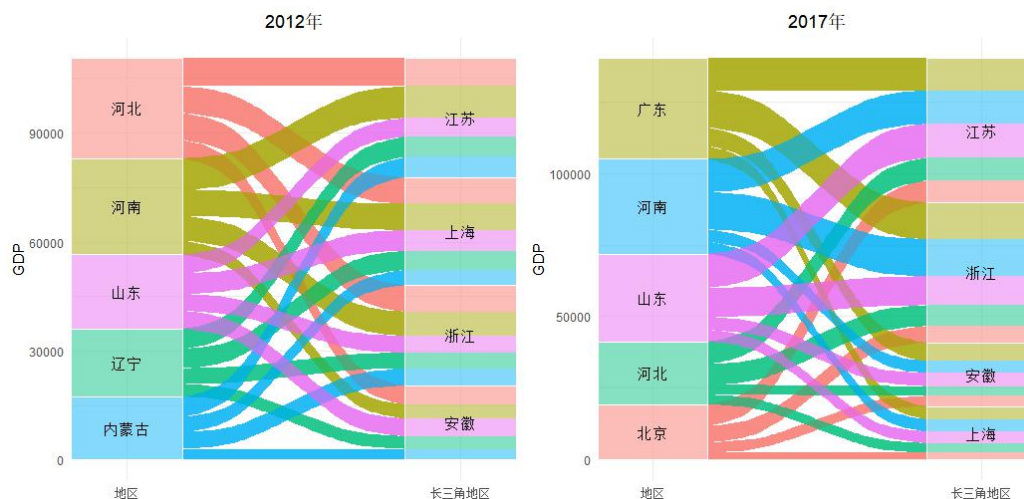 2012年
GDP
90000
60000
30000
0
河北
河南
山东
辽宁
内蒙古
江苏
上海
浙江
安徽
地区
长三角地区
2017年
GDP
100000
50000
0
广东
河南
山东
河北
北京
江苏
浙江
安徽
上海
地区
长三角地区